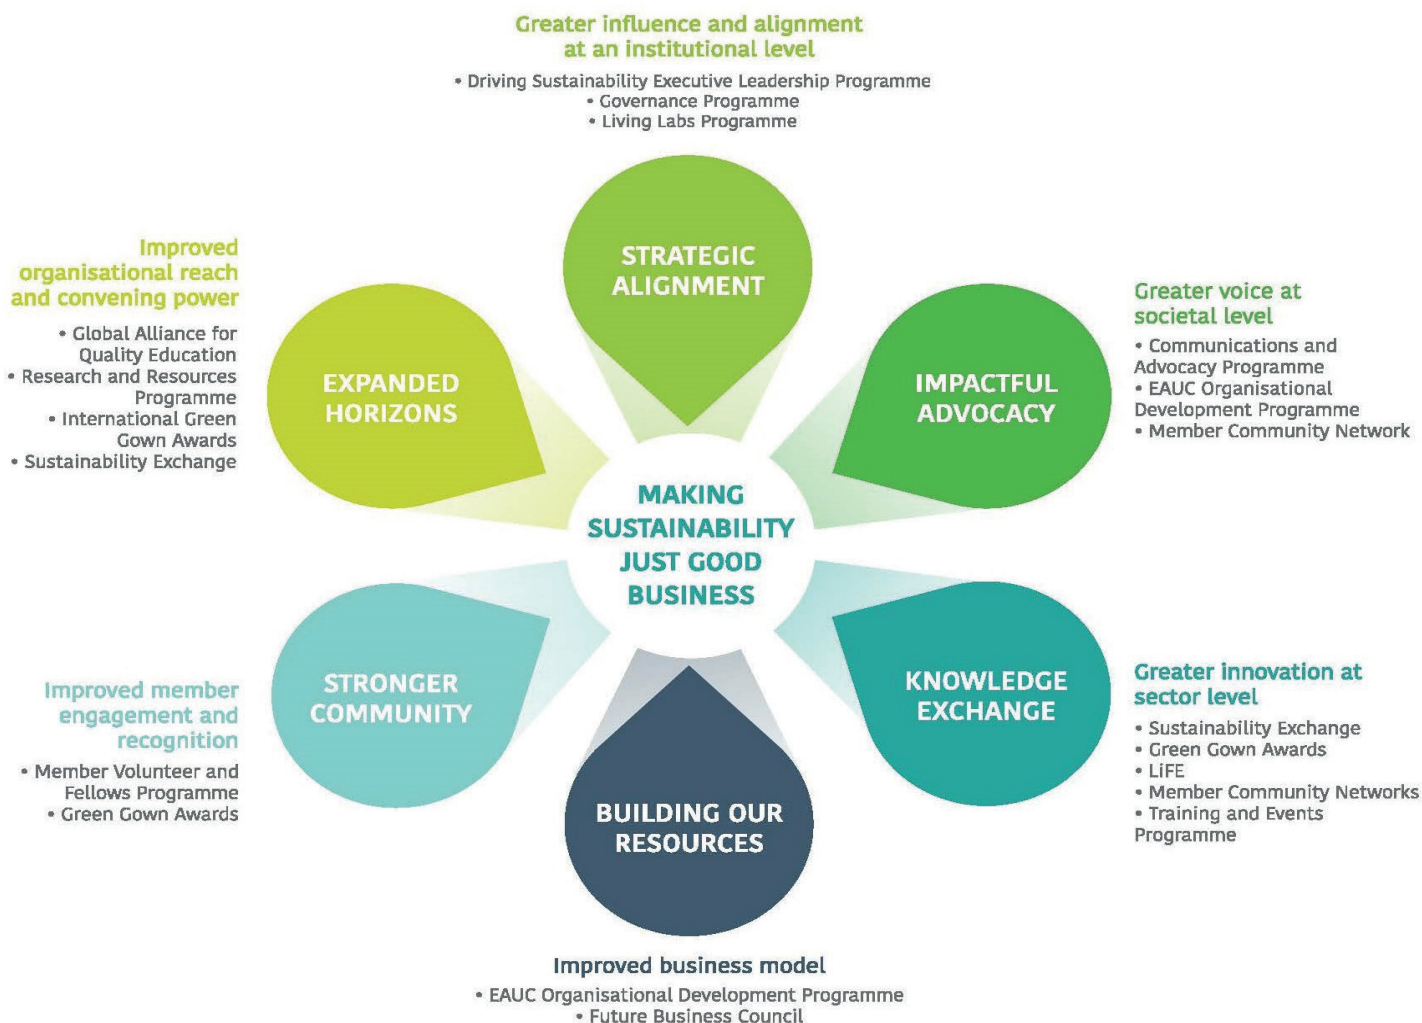 Greater influence and alignment
at an institutional level
• Driving Sustainability Executive Leadership Programme
• Governance Programme
• Living Labs Programme
STRATEGIC
ALIGNMENT
Improved
organisational reach
and convening power
• Global Alliance for
Quality Education
• Research and Resources
Programme
• International Green
Gown Awards
• Sustainability Exchange
EXPANDED
HORIZONS
IMPACTFUL
ADVOCACY
Greater voice at
societal level
• Communications and
Advocacy Programme
• EAUC Organisational
Development Programme
• Member Community Network
MAKING
SUSTAINABILITY
JUST GOOD
BUSINESS
Improved member
engagement and
recognition
• Member Volunteer and
Fellows Programme
• Green Gown Awards
STRONGER
COMMUNITY
KNOWLEDGE
EXCHANGE
Greater innovation at
sector level
• Sustainability Exchange
• Green Gown Awards
• LiFE
• Member Community Networks
• Training and Events
Programme
BUILDING OUR
RESOURCES
Improved business model
• EAUC Organisational Development Programme
• Future Business Council